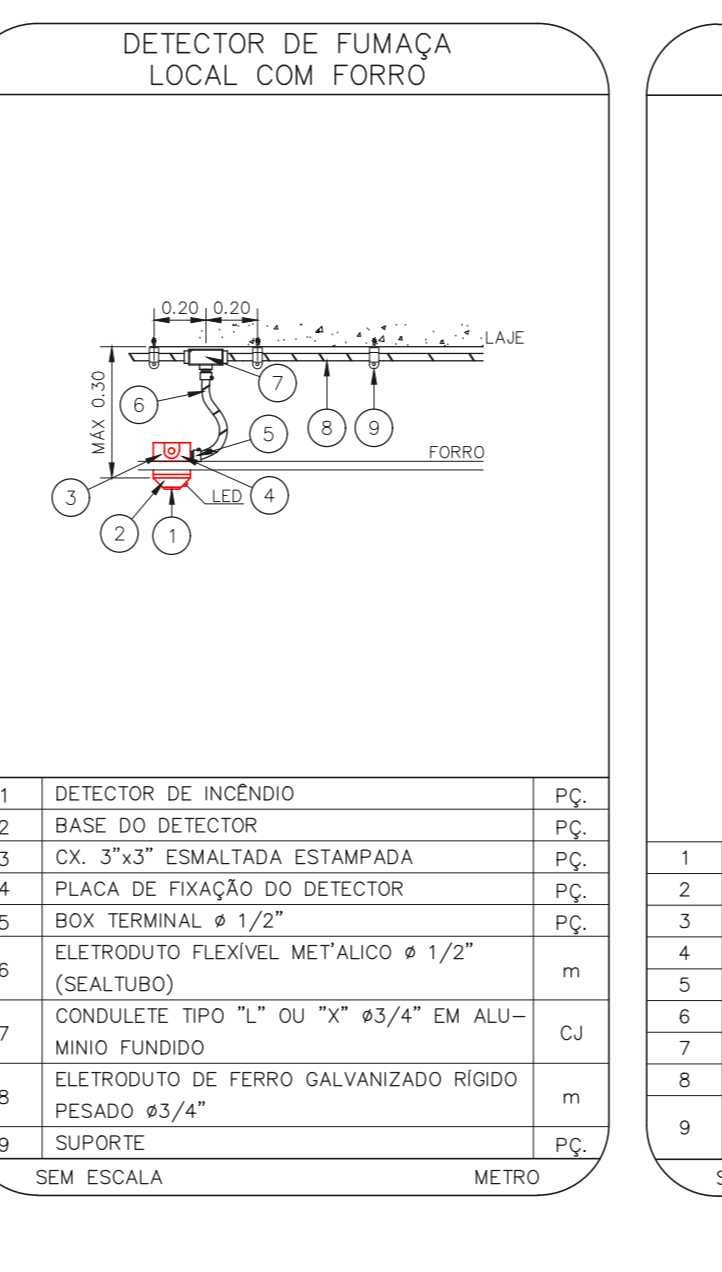 DETECTOR DE FUMAÇA
LOCAL COM FORRO
0.20 0.20
LAJE
MÁX 0.30
7
6
5
8
9
FORRO
3
LED
4
2
1
1 DETECTOR DE INCÊNDIO PÇ.
2 BASE DO DETECTOR PÇ.
3 CX. 3"x3" ESMALTADA ESTAMPADA PÇ.
4 PLACA DE FIXAÇÃO DO DETECTOR PÇ.
5 BOX TERMINAL ø 1/2" PÇ.
6 ELETRODUTO FLEXÍVEL MET'ALICO ø 1/2"
(SEALTUBO) m
7 CONDULETE TIPO "L" OU "X" ø3/4" EM ALU-
MINIO FUNDIDO CJ
8 ELETRODUTO DE FERRO GALVANIZADO RÍGIDO
PESADO ø3/4" m
9 SUPORTE PÇ.
SEM ESCALA METRO
1
2
3
4
5
6
7
8
9